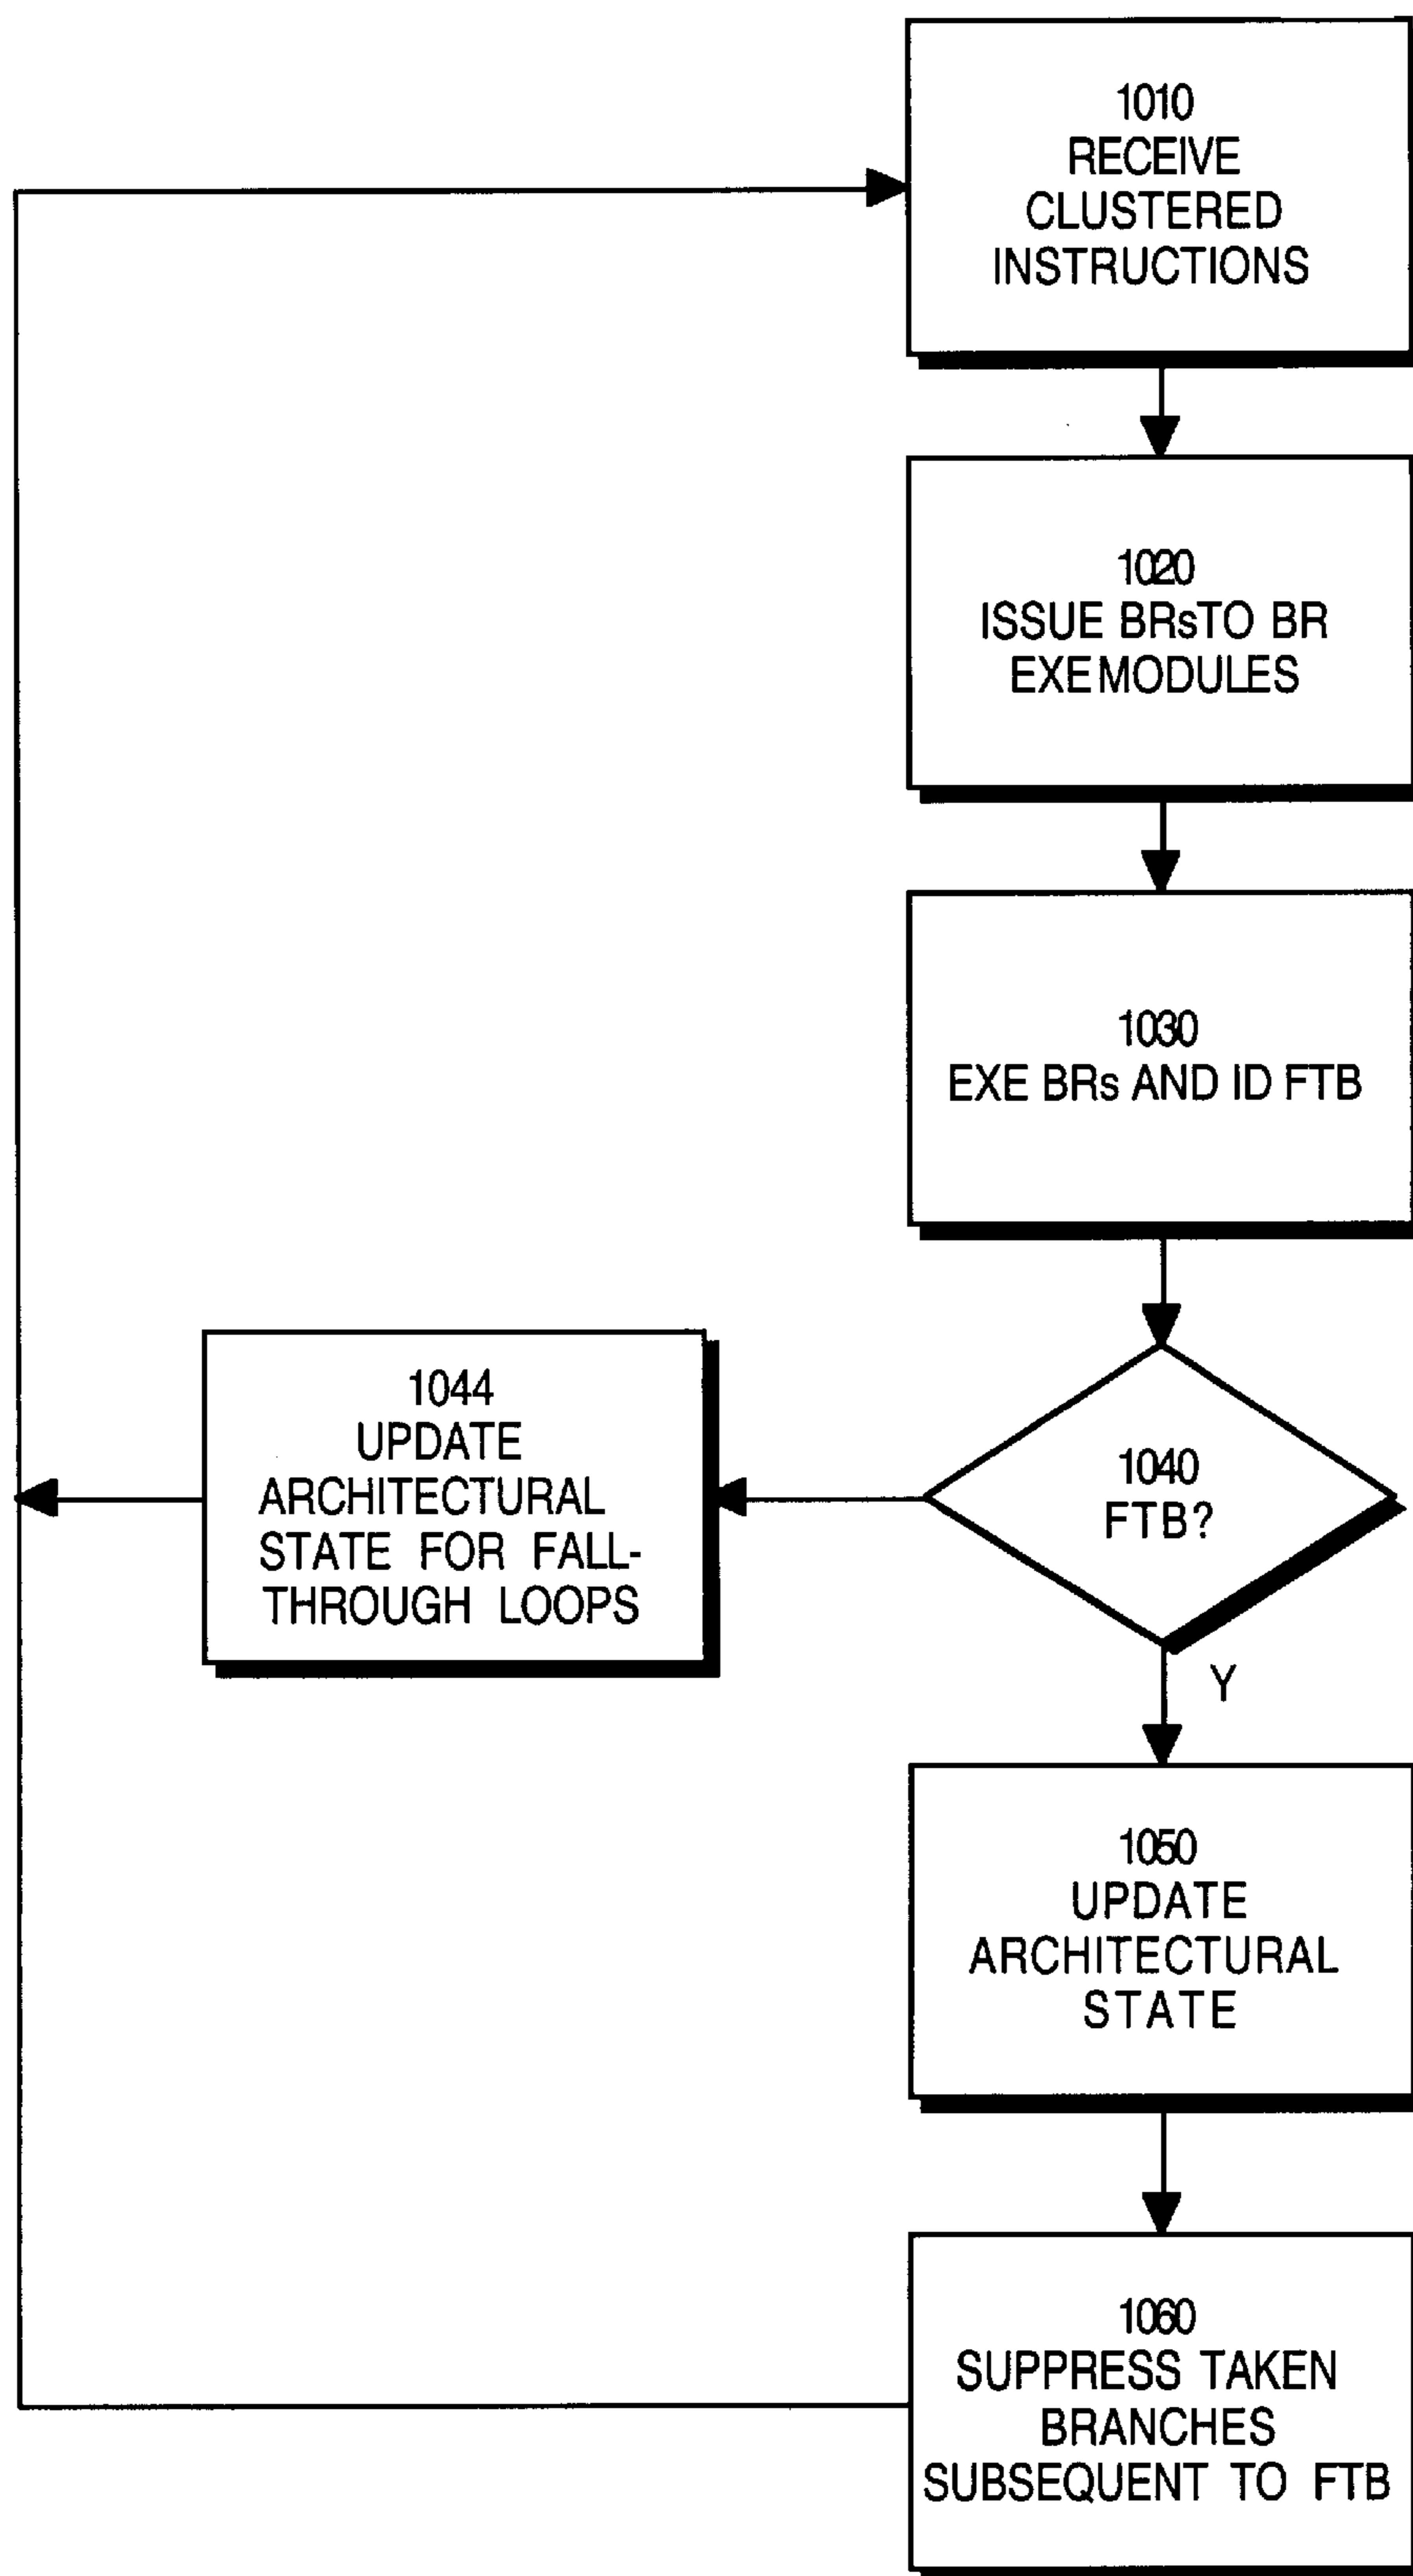 1010
RECEIVE
CLUSTERED
INSTRUCTIONS
1020
ISSUE BRsTO BR
EXEMODULES
1030
EXE BRs AND ID FTB
1044
UPDATE
ARCHITECTURAL
STATE FOR FALL-
THROUGH LOOPS
1040
FTB?
Y
1050
UPDATE
ARCHITECTURAL
STATE
1060
SUPPRESS TAKEN
BRANCHES
SUBSEQUENT TO FTB